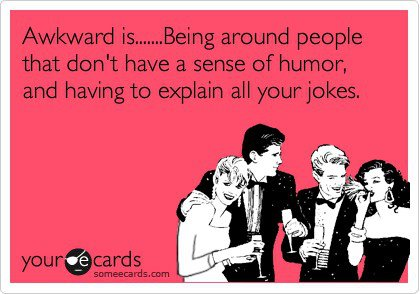 Awkward is.......Being around people
that don't have a sense of humor,
and having to explain all your jokes.
your e cards
someecards.com